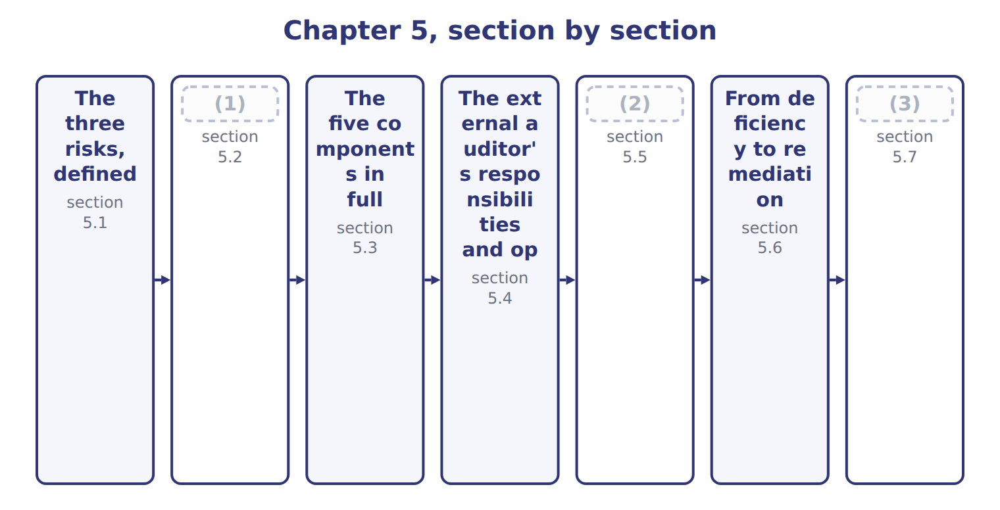 Chapter 5, section by section
The
three
risks,
defined
section
5.1
(1)
section
5.2
The
five co
mponent
s in
full
section
5.3
The ext
ernal a
uditor'
s respo
nsibili
ties
and op
section
5.4
(2)
section
5.5
From de
ficienc
y to re
mediati
on
section
5.6
(3)
section
5.7